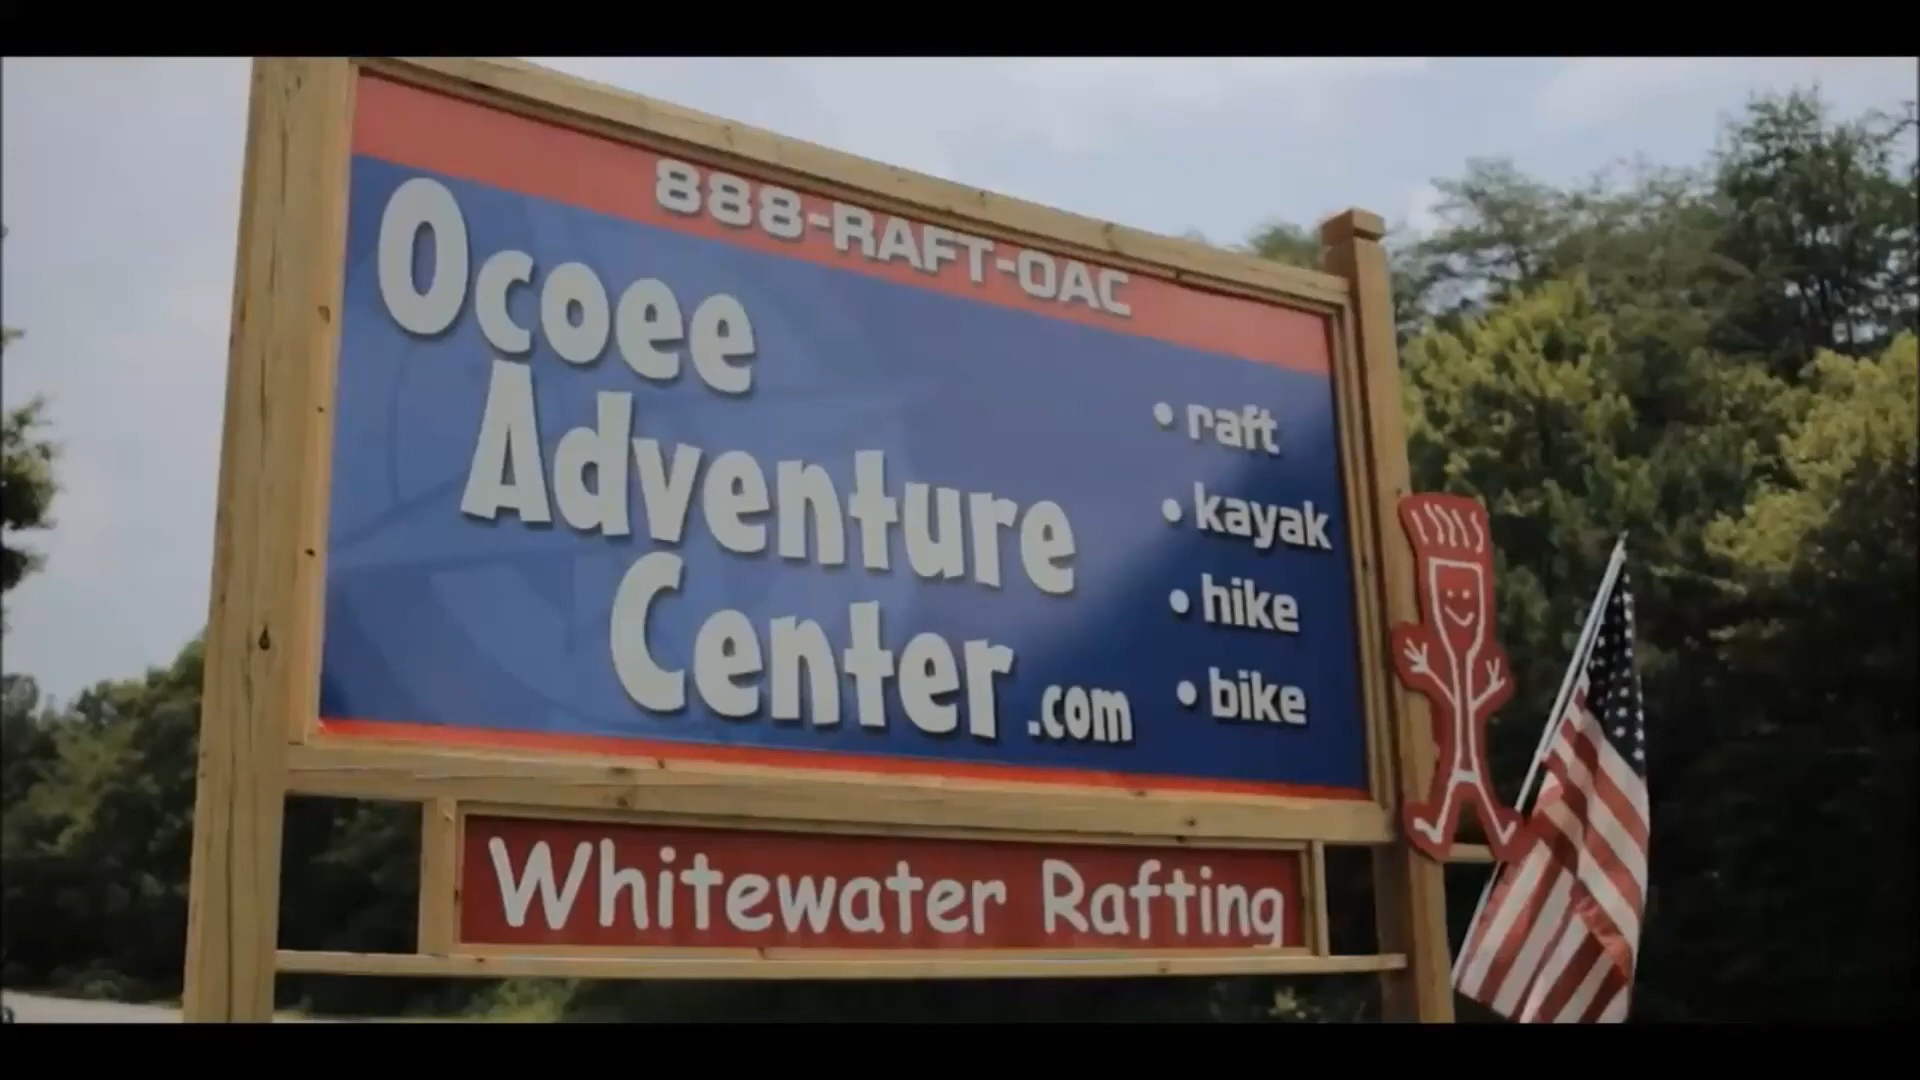 888-RAFT-OAC
Ocoee
Adventure
Center.com
• raft
• kayak
• hike
• bike
Whitewater Rafting